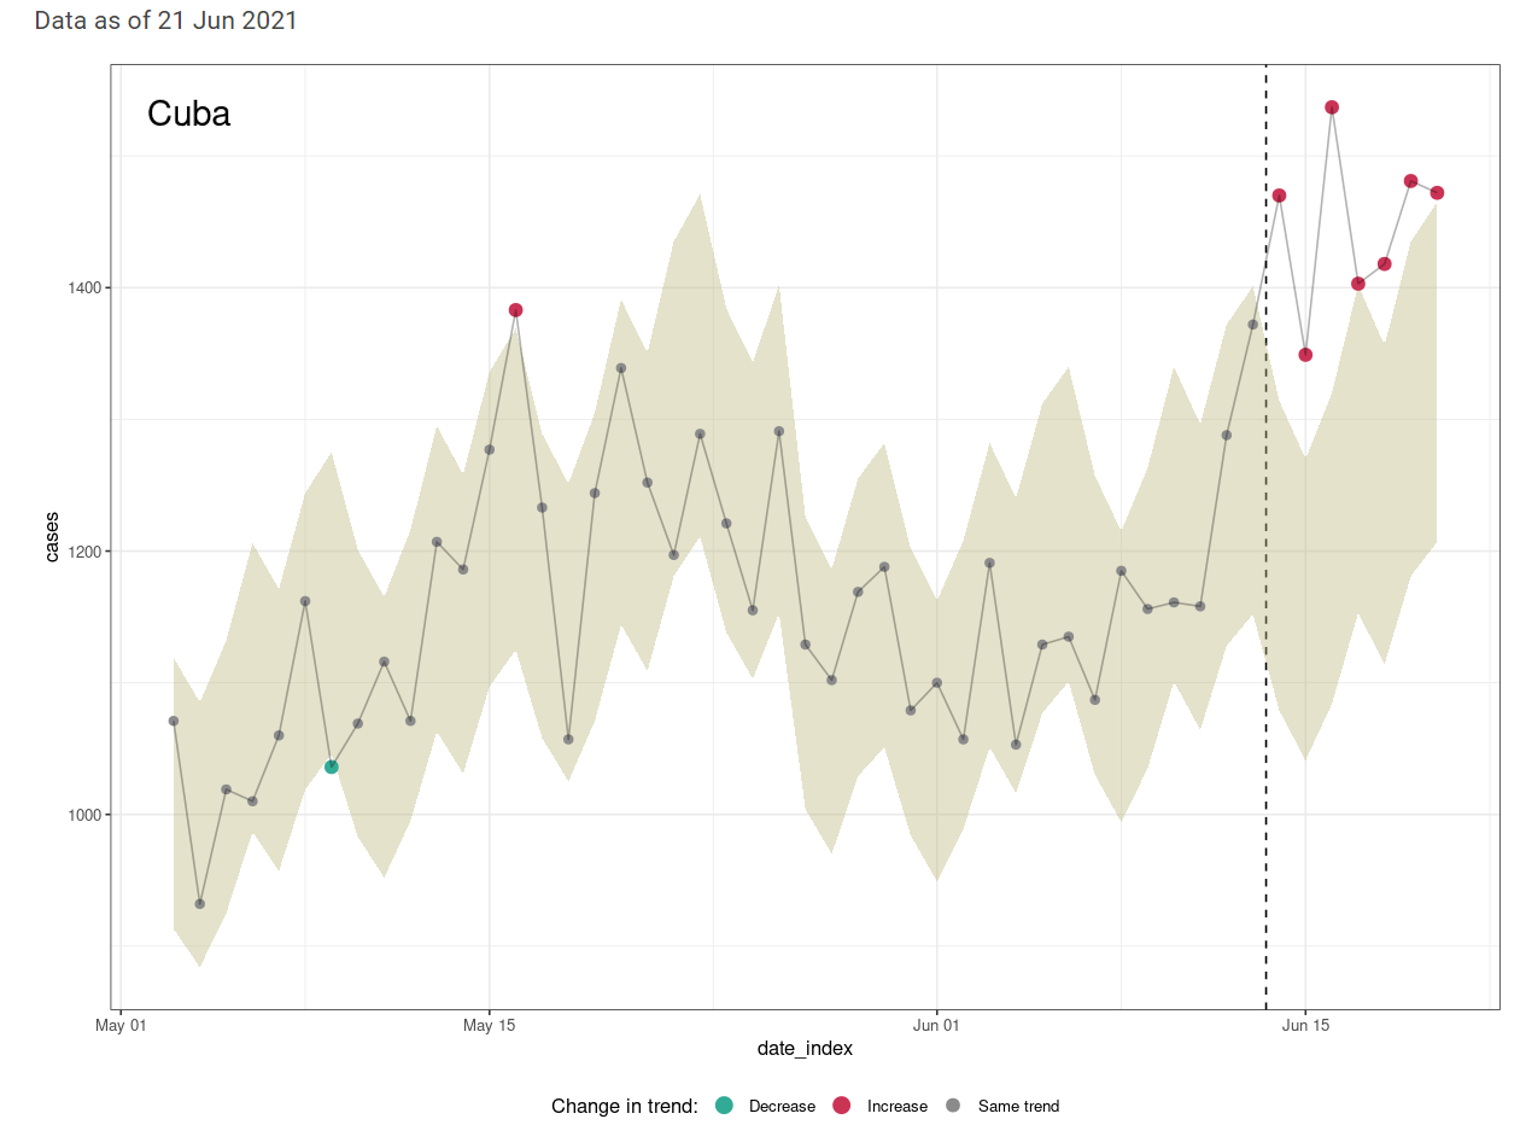 Data as of 21 Jun 2021
Cuba
cases
1400
1200
1000
May 01 May 15 Jun 01 Jun 15
date_index
Change in trend: Decrease Increase Same trend